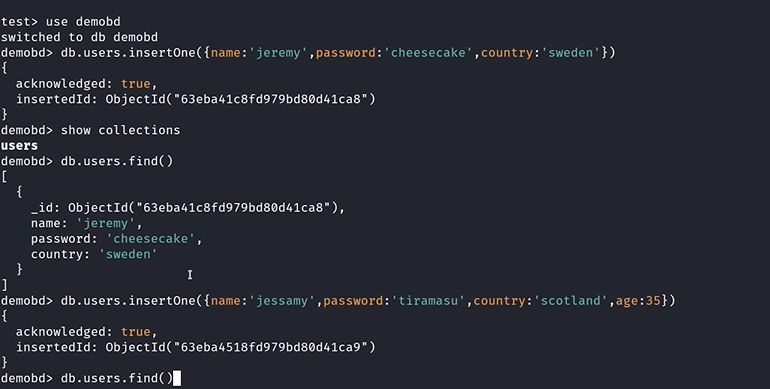 test> use demobd
switched to db demobd
demobd> db.users.insertOne({name:'jeremy',password:'cheesecake',country:'sweden'})
{
  acknowledged: true,
  insertedId: ObjectId("63eba41c8fd979bd80d41ca8")
}
demobd> show collections
users
demobd> db.users.find()
[
  {
    _id: ObjectId("63eba41c8fd979bd80d41ca8"),
    name: 'jeremy',
    password: 'cheesecake',
    country: 'sweden'
  }
]
demobd> db.users.insertOne({name:'jessamy',password:'tiramasu',country:'scotland',age:35})
{
  acknowledged: true,
  insertedId: ObjectId("63eba4518fd979bd80d41ca9")
}
demobd> db.users.find()